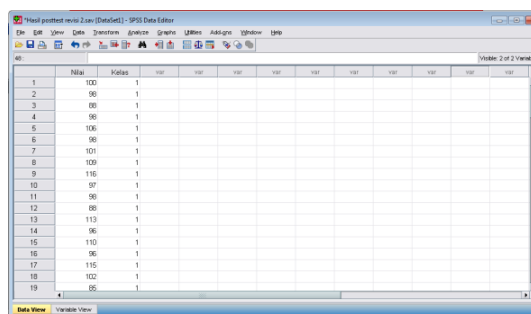 *Hasil posttest revisi 2.sav [DataSet1] - SPSS Data Editor
File Edit View Data Transform Analyze Graphs Utilities Add-ons Window Help
48 : Visible: 2 of 2 Variab
Nilai Kelas var var var var var var var var
1 100 1
2 98 1
3 88 1
4 98 1
5 106 1
6 98 1
7 101 1
8 109 1
9 116 1
10 97 1
11 98 1
12 88 1
13 113 1
14 96 1
15 110 1
16 96 1
17 115 1
18 102 1
19 85 1
Data View Variable View